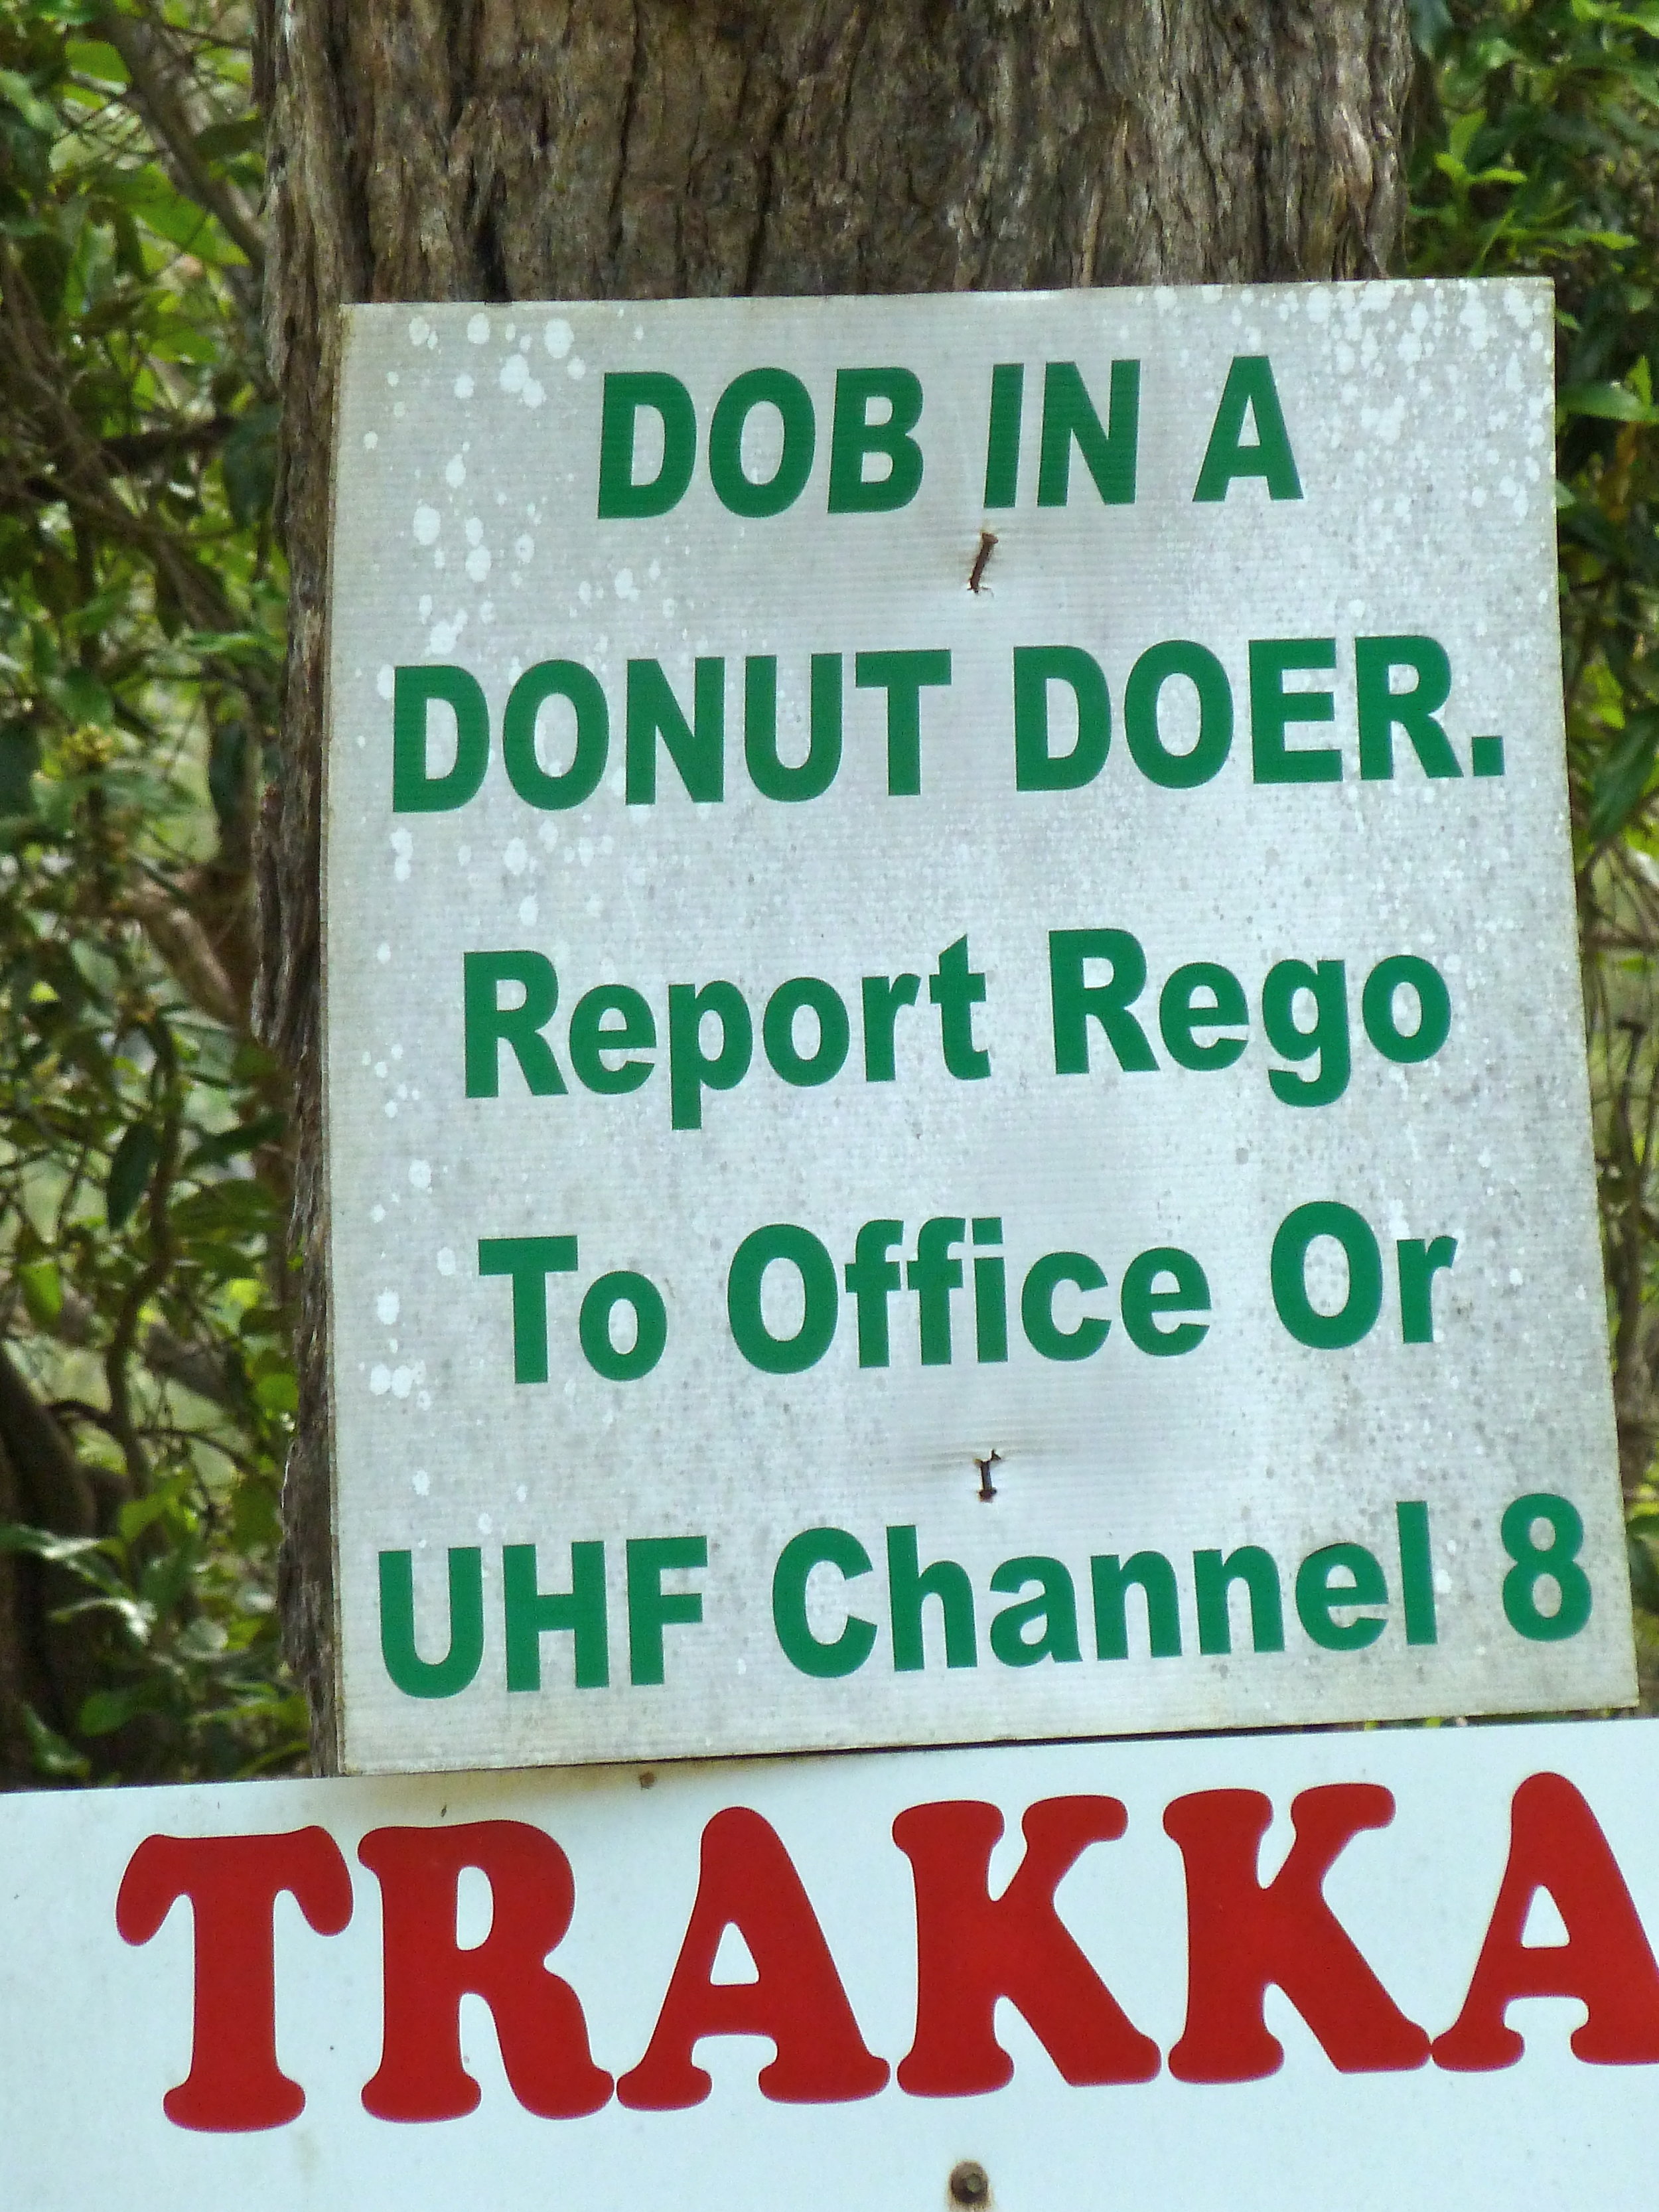 DOB IN A
DONUT DOER.
Report Rego
To Office Or
UHF Channel 8
TRAKKA